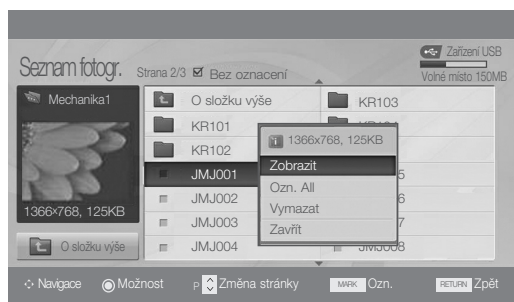 Seznam fotogr.
Strana 2/3 ☑ Bez oznacení
Zařízení USB
Volné místo 150MB
Mechanika1
1366x768, 125KB
O složku výše
O složku výše
KR101
KR102
JMJ001
JMJ002
JMJ003
JMJ004
KR103
JMJ008
1366x768, 125KB
Zobrazit
Ozn. All
Vymazat
Zavřít
Navigace
Možnost
P Změna stránky
MARK Ozn.
RETURN Zpět